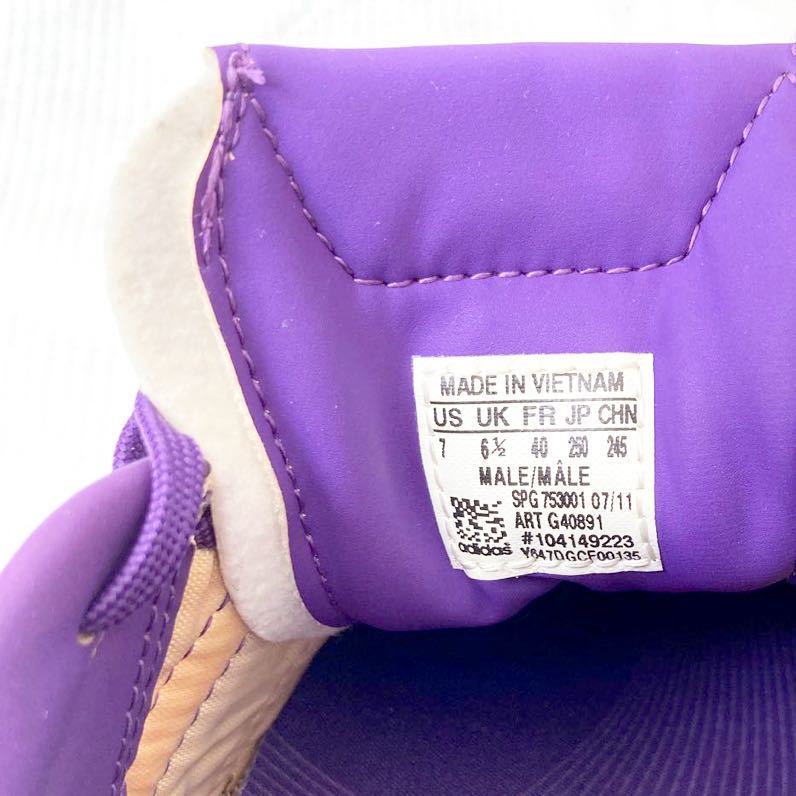 MADE IN VIETNAM
US UK FR JP CHN
7 6½ 40 250 245
MALE/MÂLE
SPG 753001 07/11
ART G40891
#104149223
adidas Y647DGCF00135